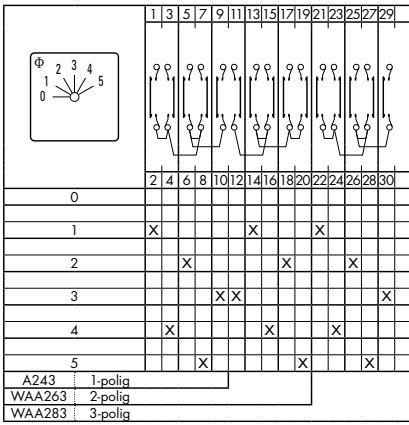 1 3 5 7 9 11 13 15 17 19 21 23 25 27 29
Φ
0 1 2 3 4 5
2 4 6 8 10 12 14 16 18 20 22 24 26 28 30
0
1 X X X
2 X X X
3 X X X
4 X X X
5 X X X
A243 1-polig
WAA263 2-polig
WAA283 3-polig